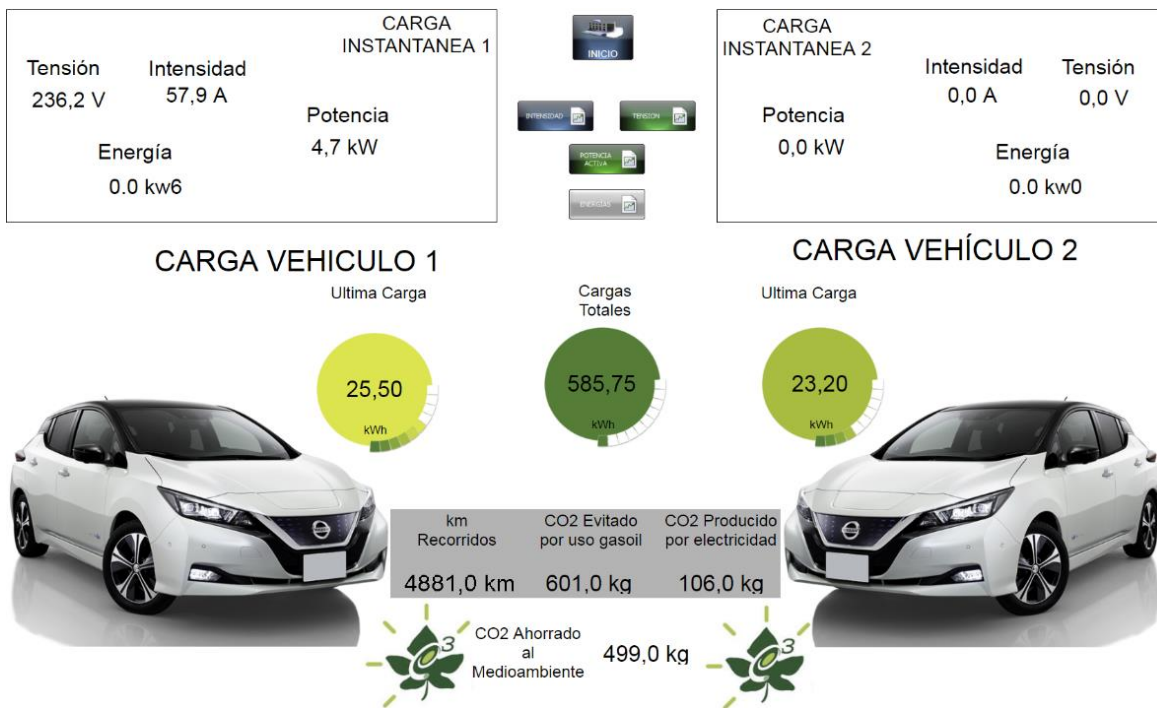 CARGA
INSTANTANEA 1
Tensión
Intensidad
236,2 V
57,9 A
Potencia
4,7 kW
Energía
0.0 kw6
INICIO
INTENSIDAD
TENSION
POTENCIA
ACTIVA
ENERGÍAS
CARGA
INSTANTANEA 2
Intensidad
Tensión
0,0 A
0,0 V
Potencia
0,0 kW
Energía
0.0 kw0
CARGA VEHICULO 1
CARGA VEHÍCULO 2
Ultima Carga
Cargas
Totales
Ultima Carga
25,50
kWh
585,75
kWh
23,20
kWh
km
Recorridos
CO2 Evitado
por uso gasoil
CO2 Producido
por electricidad
4881,0 km
601,0 kg
106,0 kg
CO2 Ahorrado
al
Medioambiente
499,0 kg
e3
e3